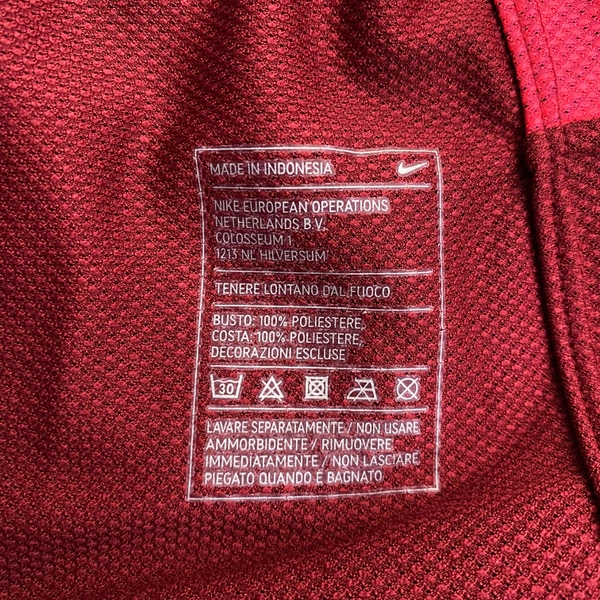 MADE IN INDONESIA
NIKE EUROPEAN OPERATIONS
NETHERLANDS B.V.
COLOSSEUM 1
1213 NL HILVERSUM
TENERE LONTANO DAL FUOCO
BUSTO: 100% POLIESTERE,
COSTA: 100% POLIESTERE,
DECORAZIONI ESCLUSE
30
LAVARE SEPARATAMENTE / NON USARE
AMMORBIDENTE / RIMUOVERE
IMMEDIATAMENTE / NON LASCIARE
PIEGATO QUANDO È BAGNATO